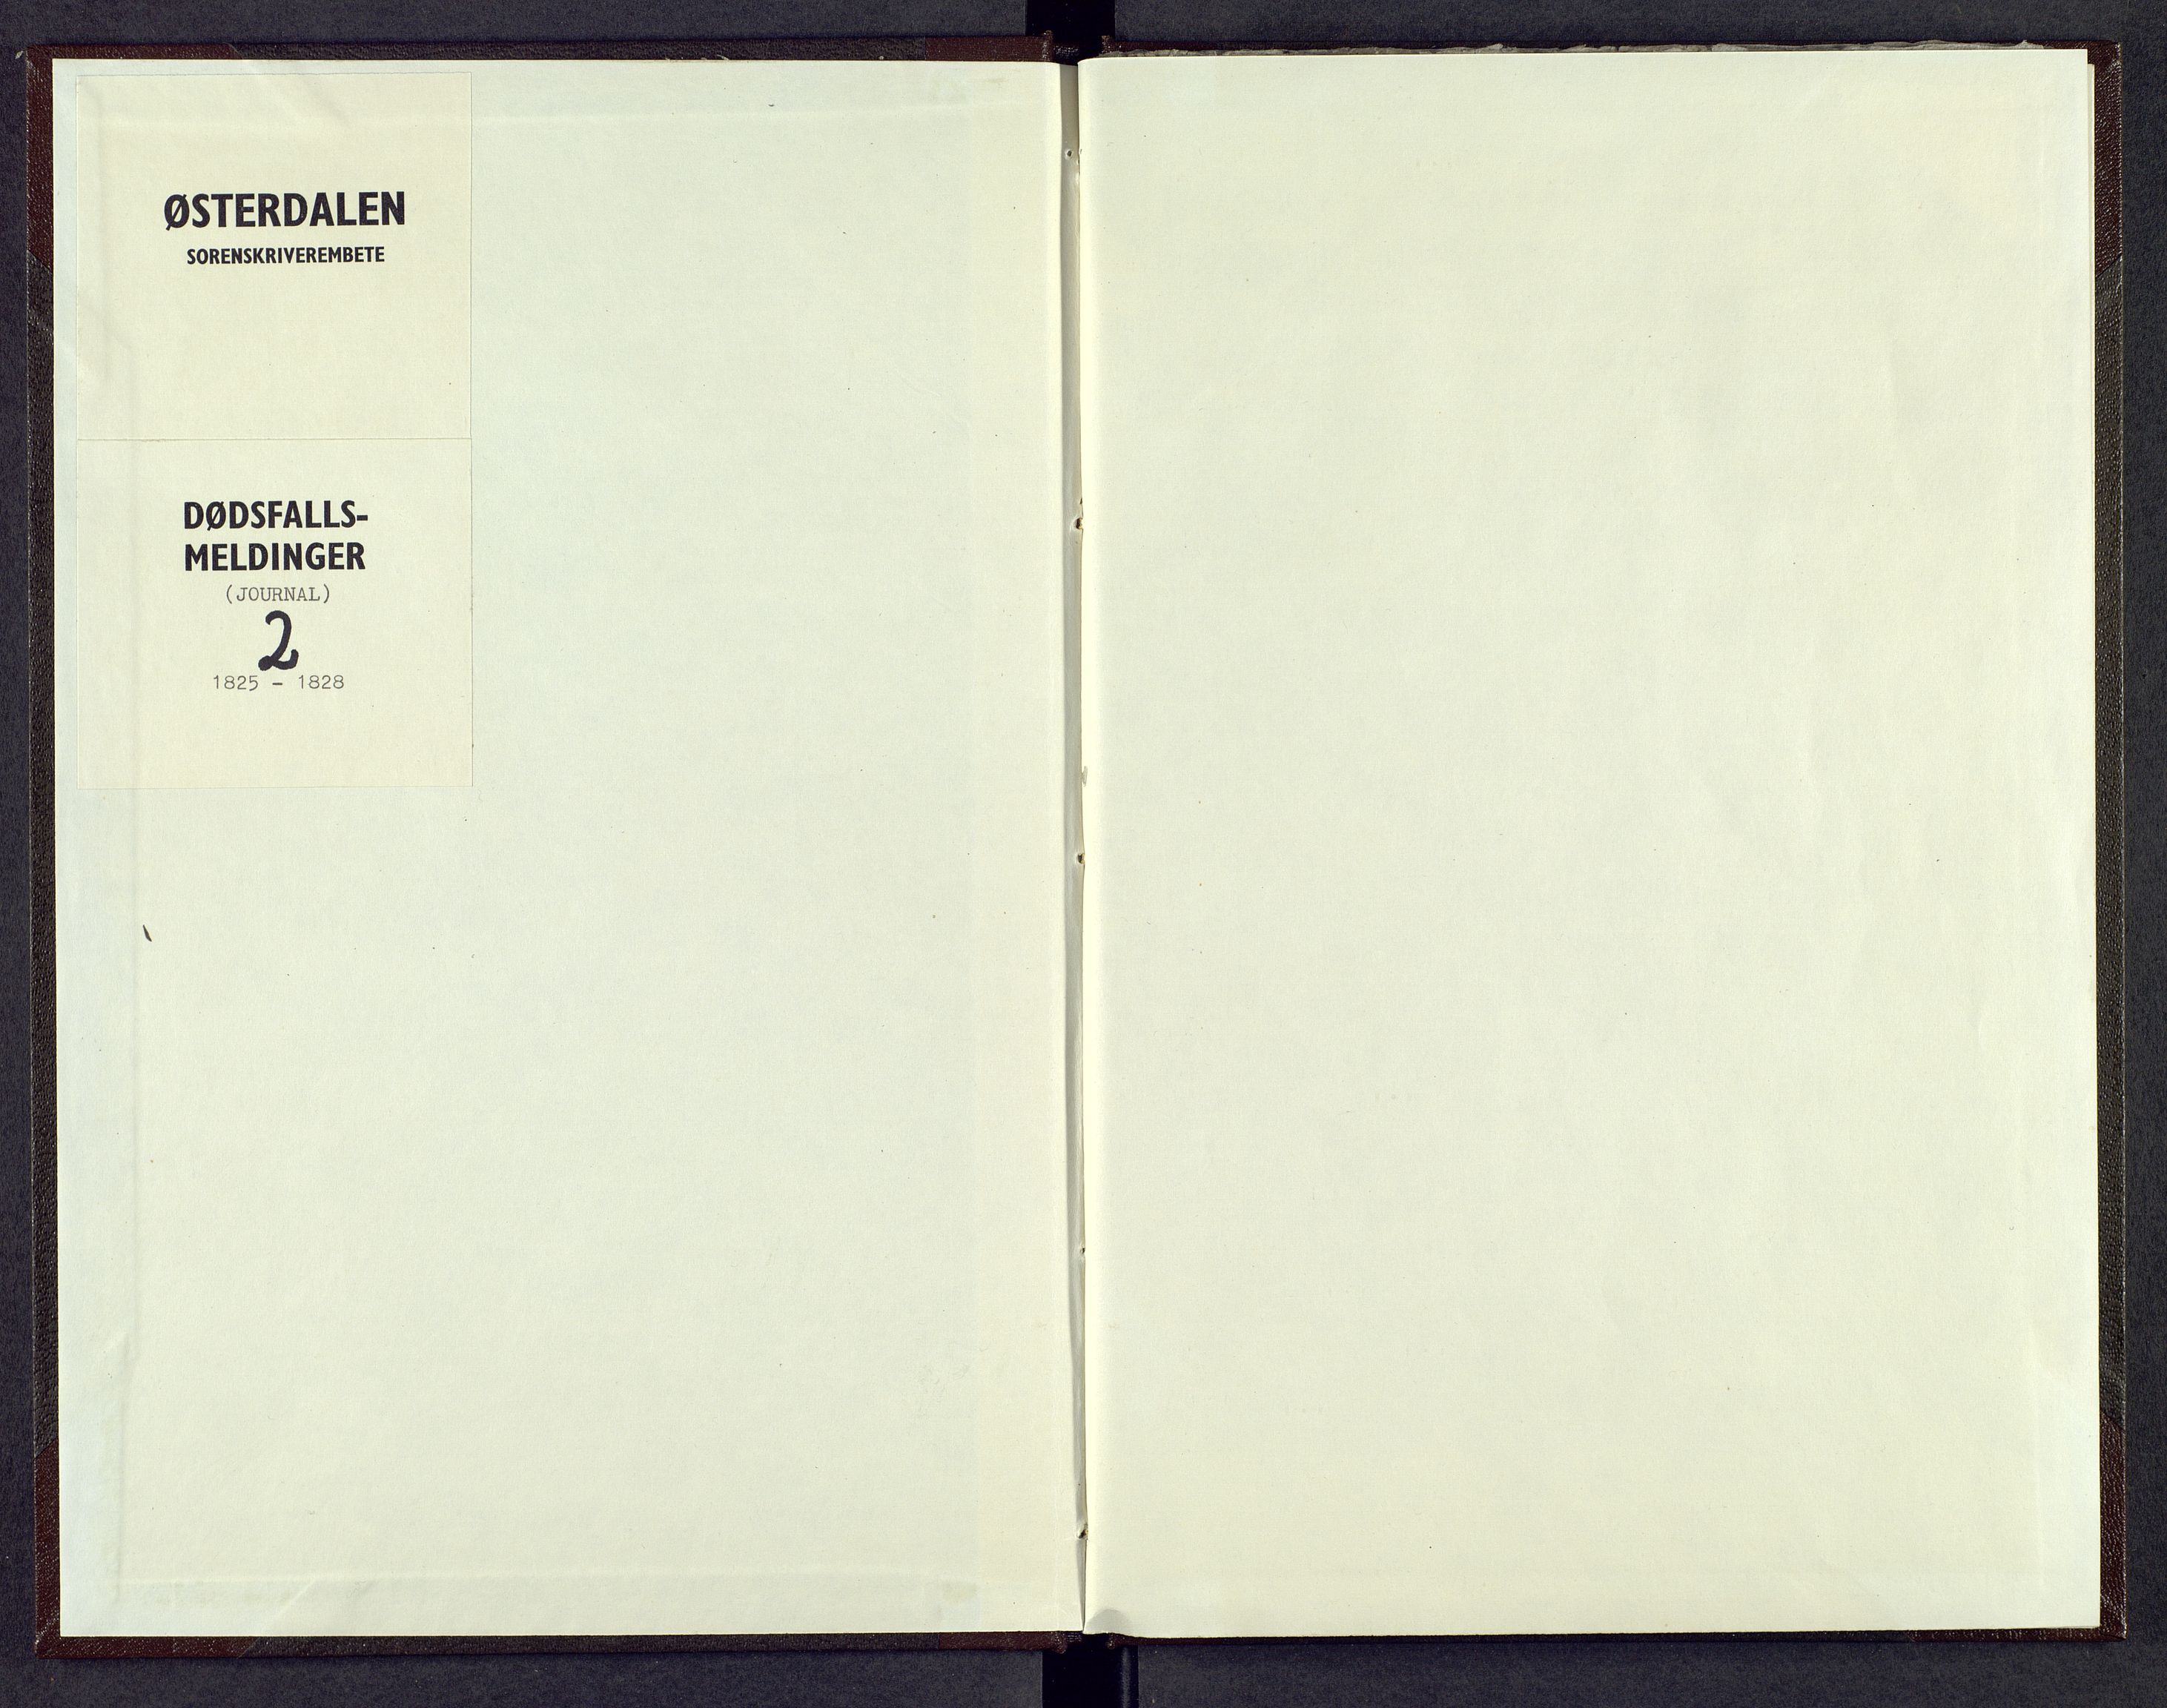 ØSTERDALEN
SORENSKRIVEREMBETE
DØDSFALLS-
MELDINGER
(JOURNAL)
2
1825 - 1828